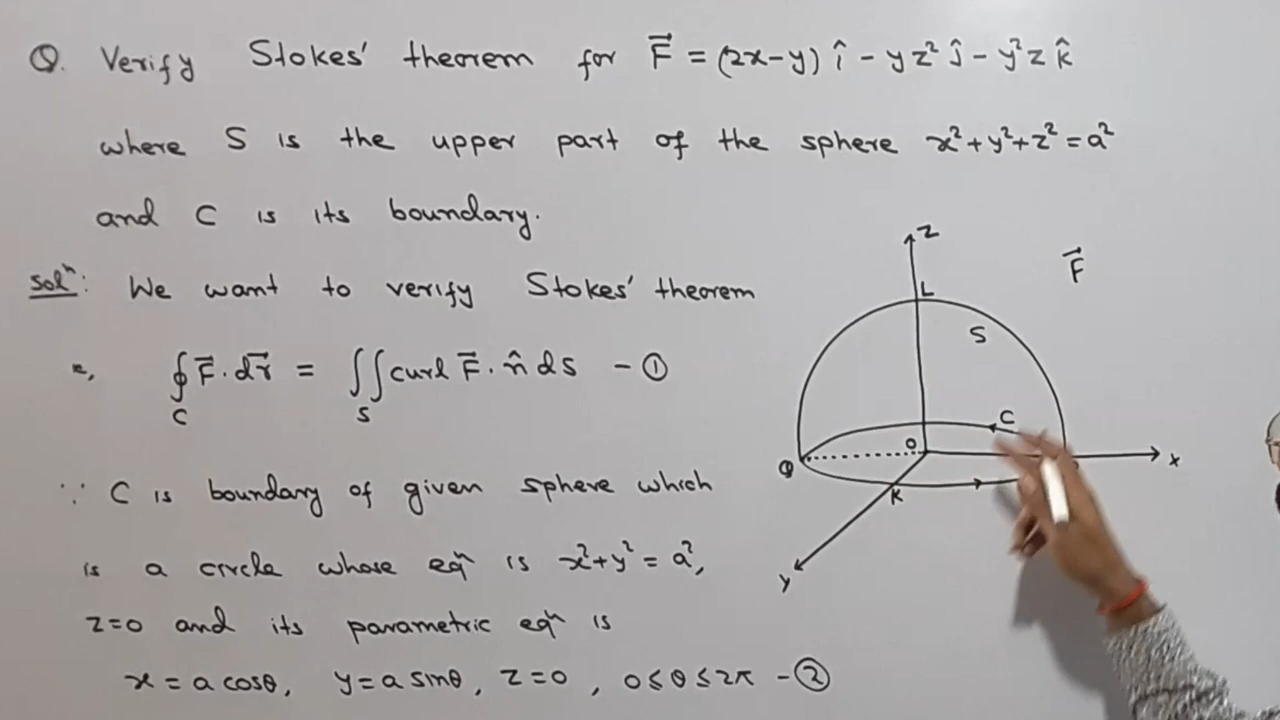 Q. Verify Stokes' theorem for F⃗ = (2x-y) î - yz² ĵ - y²z k̂
where S is the upper part of the sphere x²+y²+z² = a²
and C is its boundary.
Solⁿ: We want to verify Stokes' theorem
∮_C F⃗.dr⃗ = ∬_S curl F⃗.n̂ ds - ①
∵ C is boundary of given sphere which
is a circle whose eqⁿ is x²+y² = a²,
z=0 and its parametric eqⁿ is
x = a cosθ, y = a sinθ, z=0, 0≤θ≤2π - ②
z
F⃗
L
S
C
O
Q
x
K
y